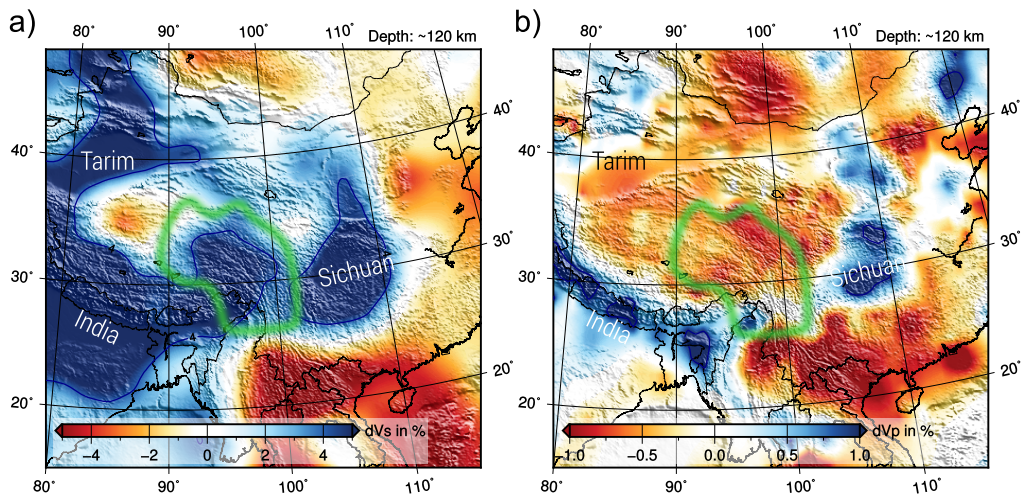 a)
80° 90° 100° 110° Depth: ~120 km
40°
40°
Tarim
30°
30°
Sichuan
India
20°
20°
−4 −2 0 2 4 dVs in %
80° 90° 100° 110°
b)
80° 90° 100° 110° Depth: ~120 km
40°
40°
Tarim
30°
30°
Sichuan
India
20°
20°
−1.0 −0.5 0.0 0.5 1.0 dVp in %
80° 90° 100° 110°